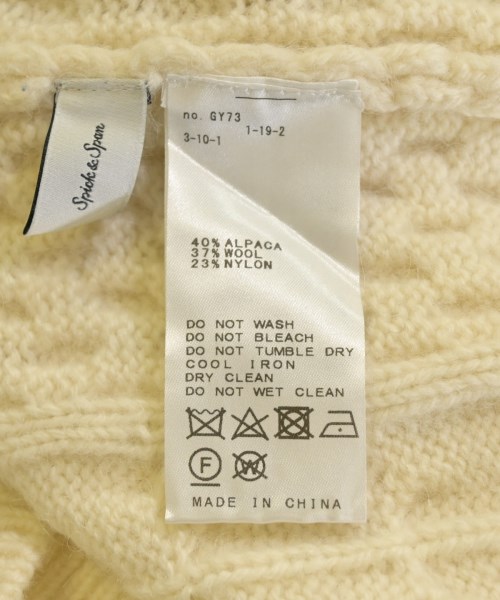 Spick & Span
no. GY73
1-19-2
3-10-1
40% ALPACA
37% WOOL
23% NYLON
DO NOT WASH
DO NOT BLEACH
DO NOT TUMBLE DRY
COOL IRON
DRY CLEAN
DO NOT WET CLEAN
F W
MADE IN CHINA